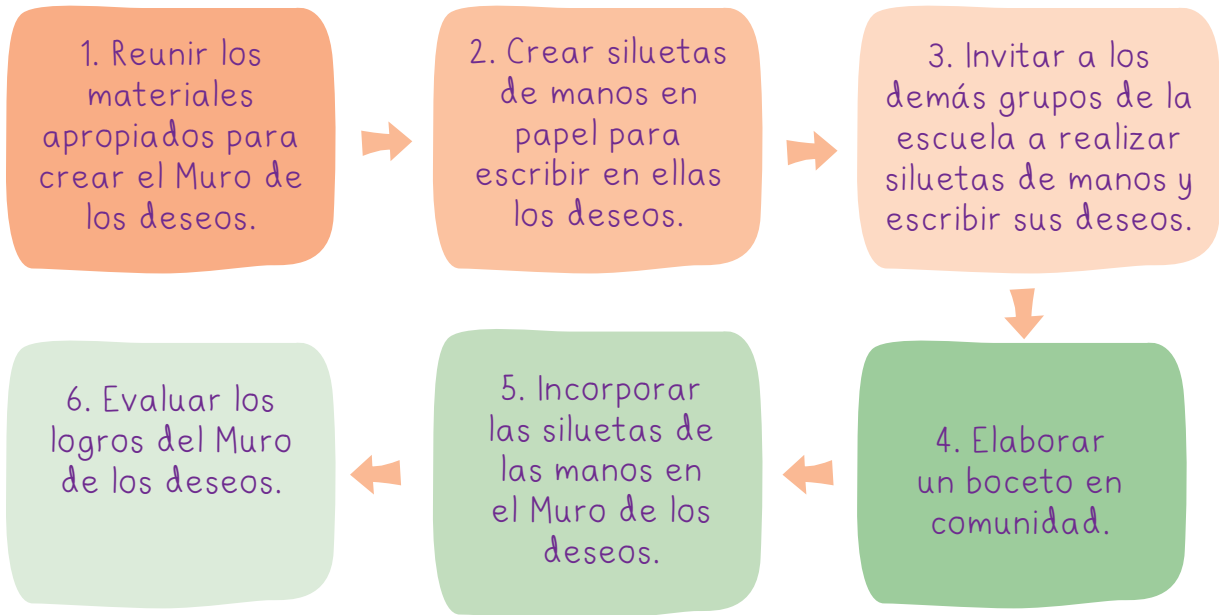 1. Reunir los
materiales
apropiados para
crear el Muro de
los deseos.
2. Crear siluetas
de manos en
papel para
escribir en ellas
los deseos.
3. Invitar a los
demás grupos de la
escuela a realizar
siluetas de manos y
escribir sus deseos.
4. Elaborar
un boceto en
comunidad.
5. Incorporar
las siluetas de
las manos en
el Muro de los
deseos.
6. Evaluar los
logros del Muro
de los deseos.